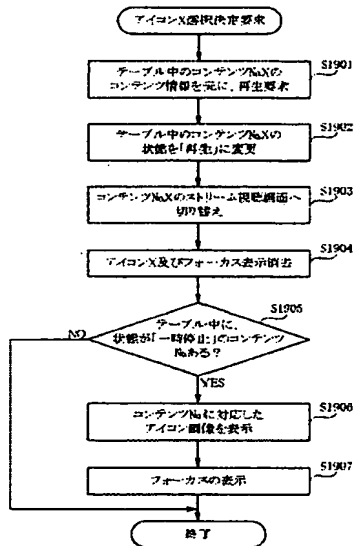 アイコンX選択決定要求
S1901
テーブル中のコンテンツ№Xの
コンテンツ情報を元に、再生要求
S1902
テーブル中のコンテンツ№Xの
状態を「再生」に変更
S1903
コンテンツ№Xのストリーム視聴画面へ
切り替え
S1904
アイコンX及びフォーカス表示消去
S1905
テーブル中に、
状態が「一時停止」のコンテンツ
№ある?
NO
YES
S1906
コンテンツ№に対応した
アイコン画像を表示
S1907
フォーカスの表示
終了